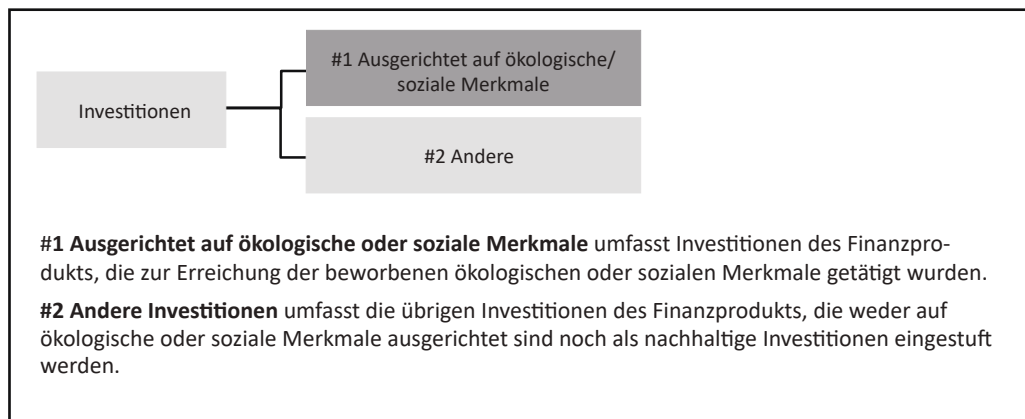 #1 Ausgerichtet auf ökologische/
soziale Merkmale
Investitionen
#2 Andere
#1 Ausgerichtet auf ökologische oder soziale Merkmale umfasst Investitionen des Finanzpro-
dukts, die zur Erreichung der beworbenen ökologischen oder sozialen Merkmale getätigt wurden.
#2 Andere Investitionen umfasst die übrigen Investitionen des Finanzprodukts, die weder auf
ökologische oder soziale Merkmale ausgerichtet sind noch als nachhaltige Investitionen eingestuft
werden.